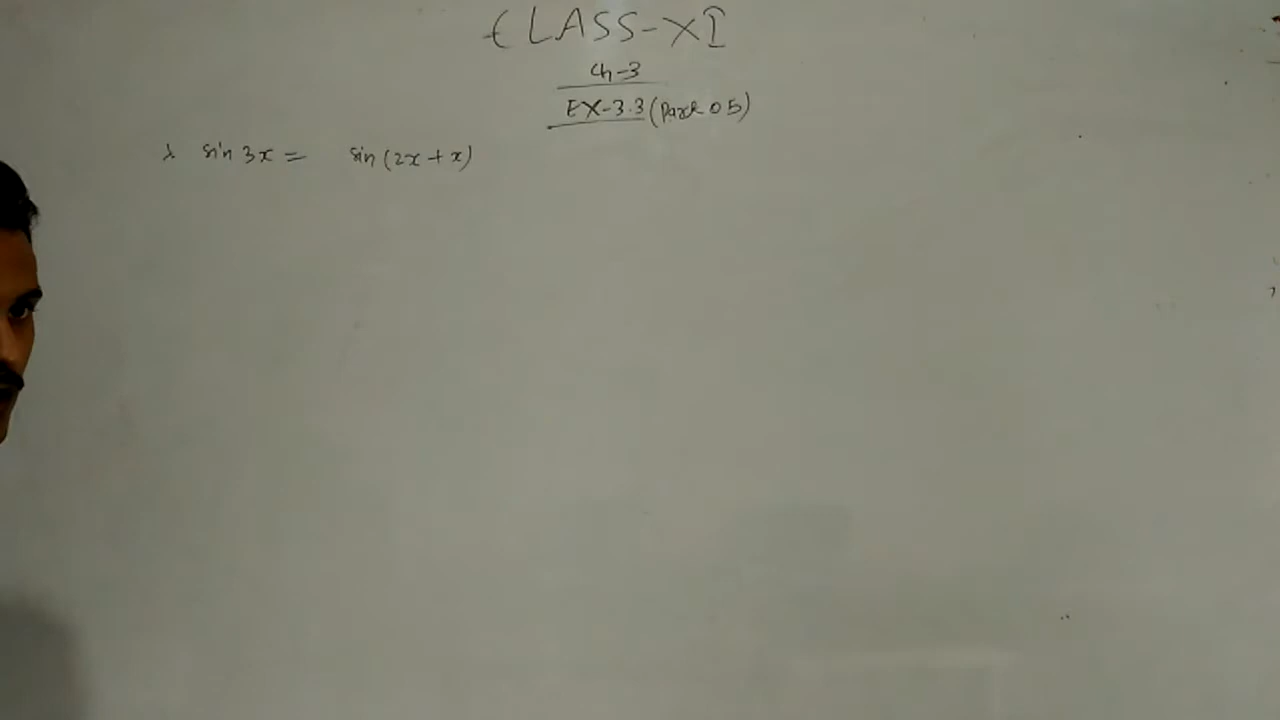 CLASS-XI
Ch-3
EX-3.3 (Part 05)
sin 3x = sin (2x + x)